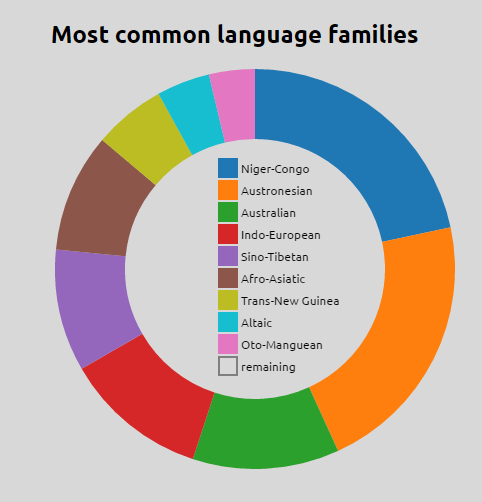 Most common language families
Niger-Congo
Austronesian
Australian
Indo-European
Sino-Tibetan
Afro-Asiatic
Trans-New Guinea
Altaic
Oto-Manguean
remaining